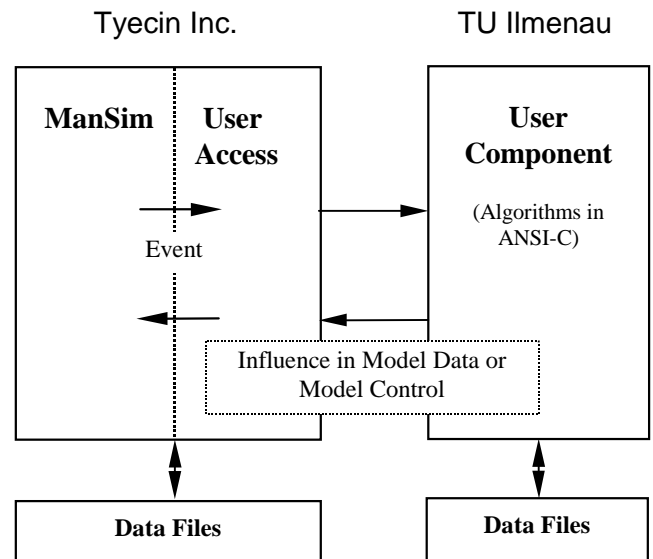 Tyecin Inc.
TU Ilmenau
ManSim
User
Access
User
Component
(Algorithms in
ANSI-C)
Event
Influence in Model Data or
Model Control
Data Files
Data Files